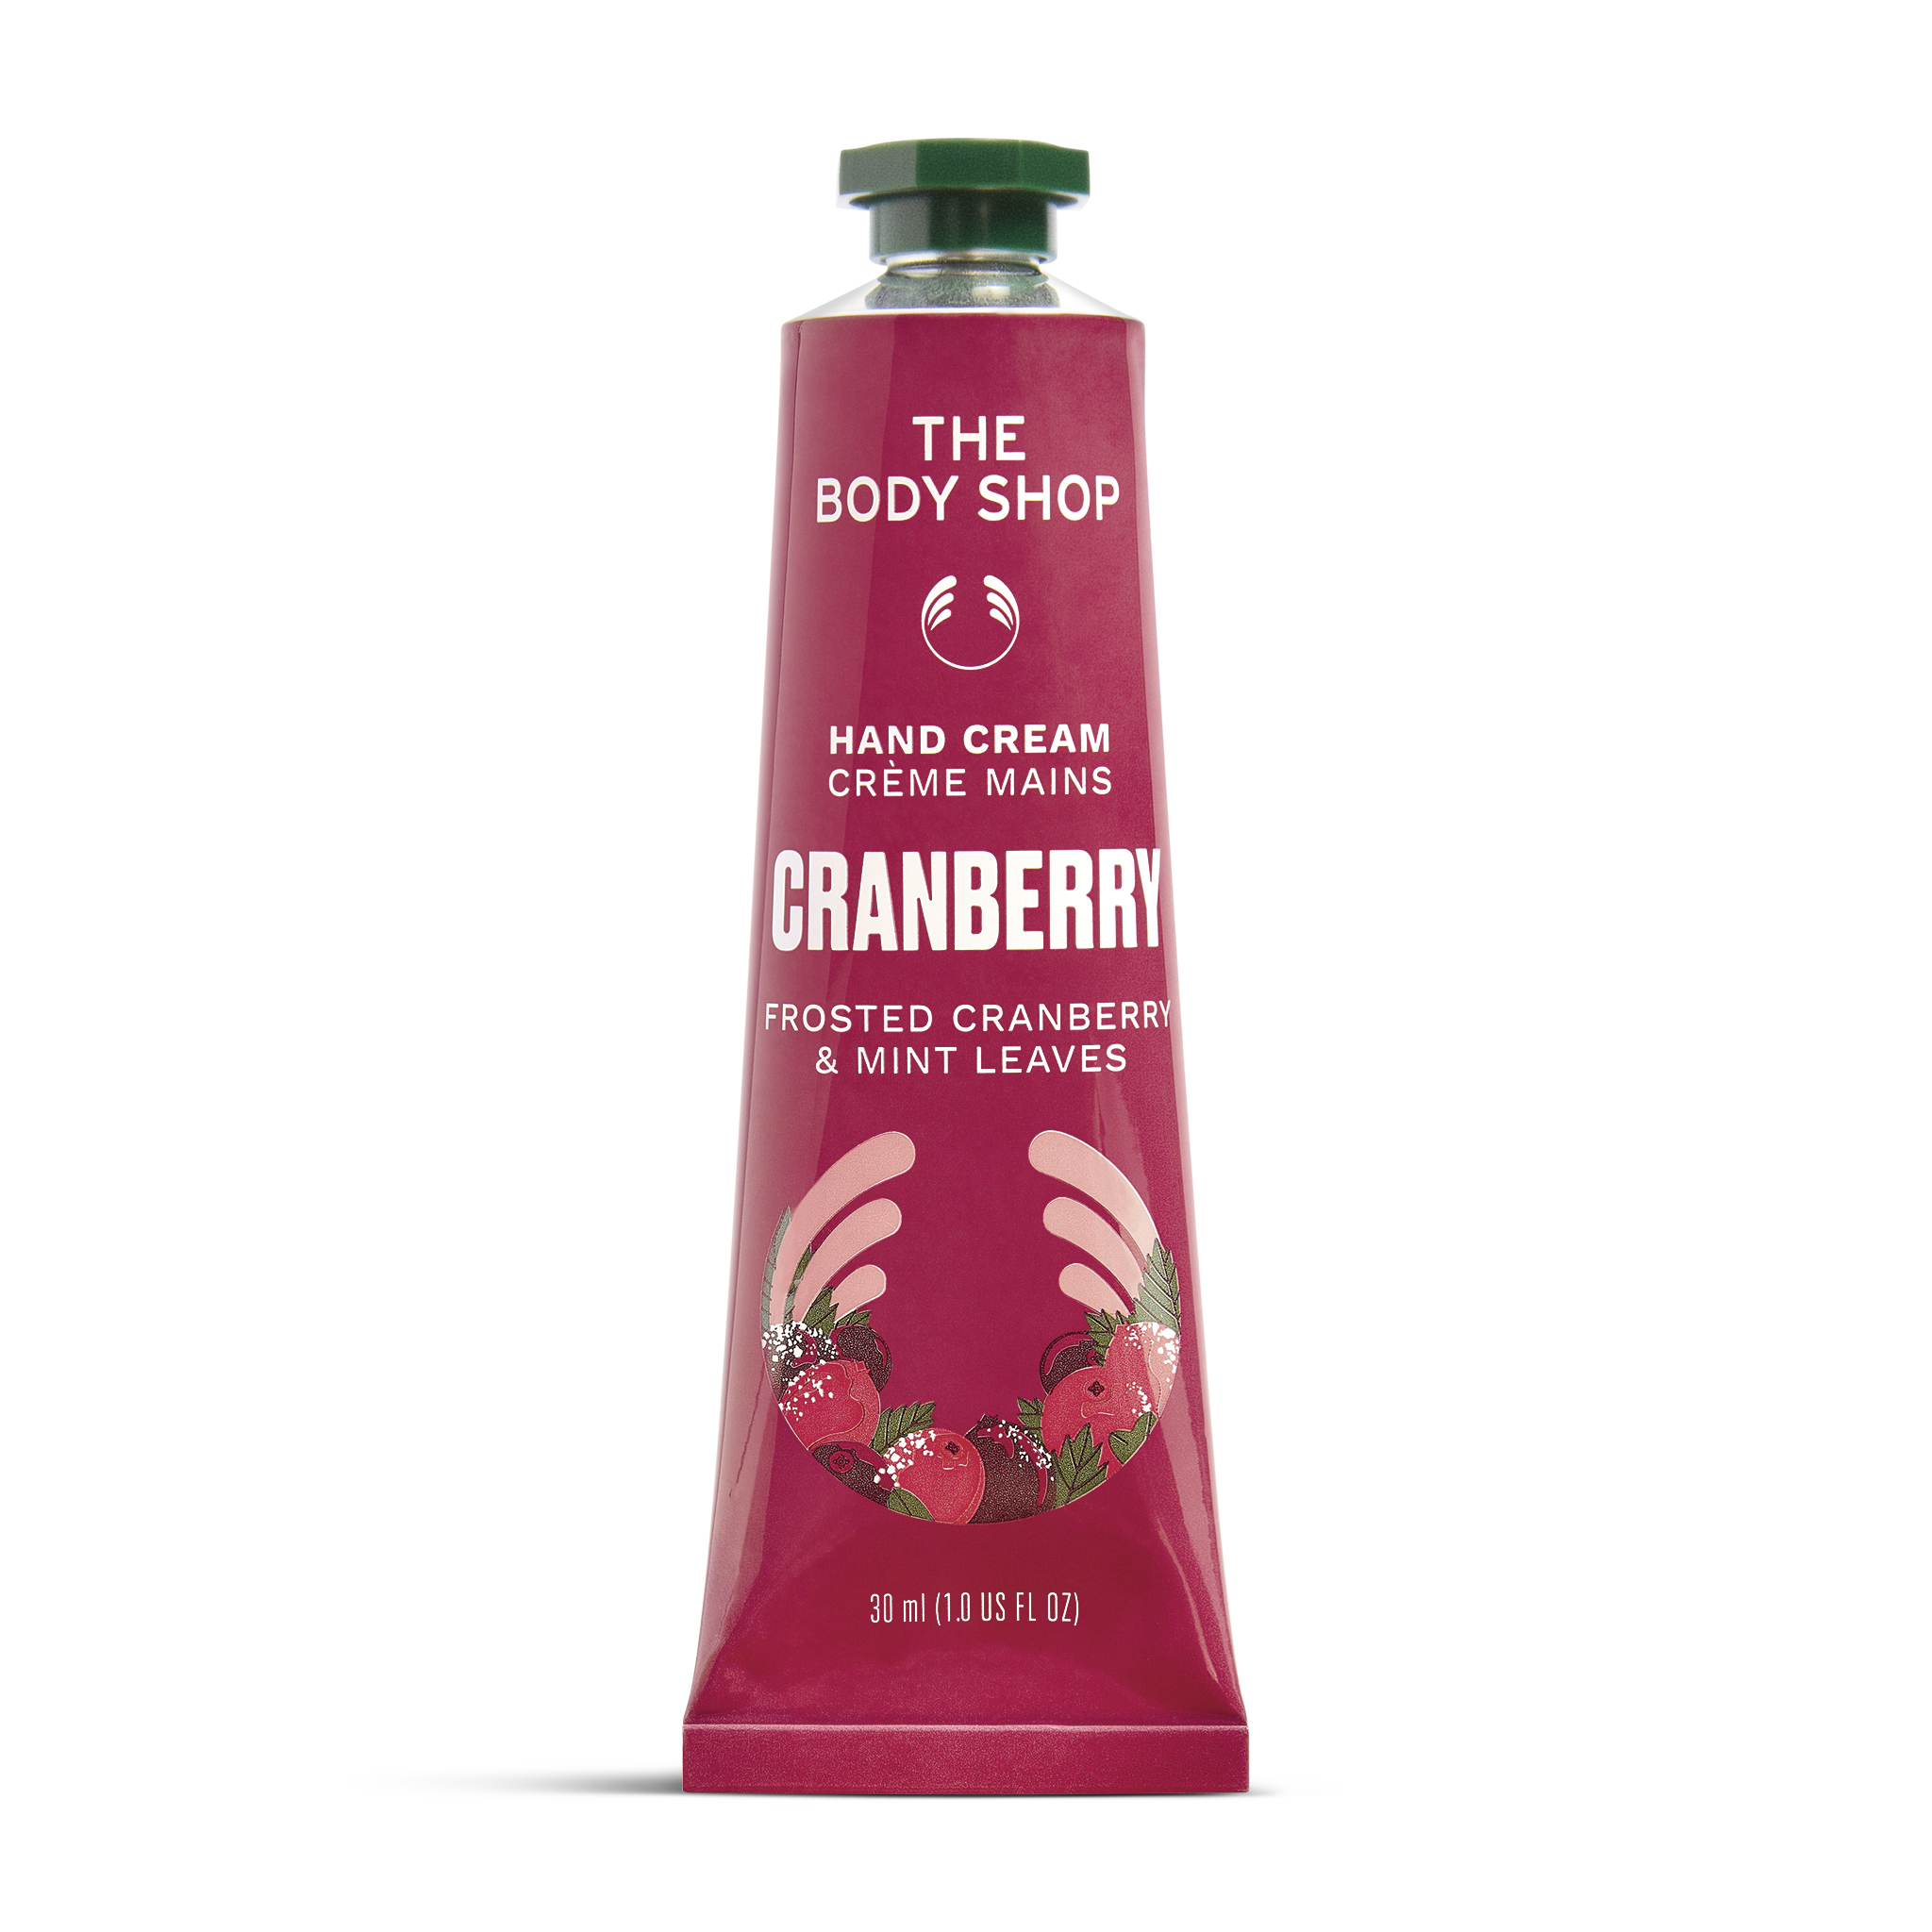 THE
BODY SHOP
HAND CREAM
CRÈME MAINS
CRANBERRY
FROSTED CRANBERRY
& MINT LEAVES
30 ml (1.0 US FL OZ)